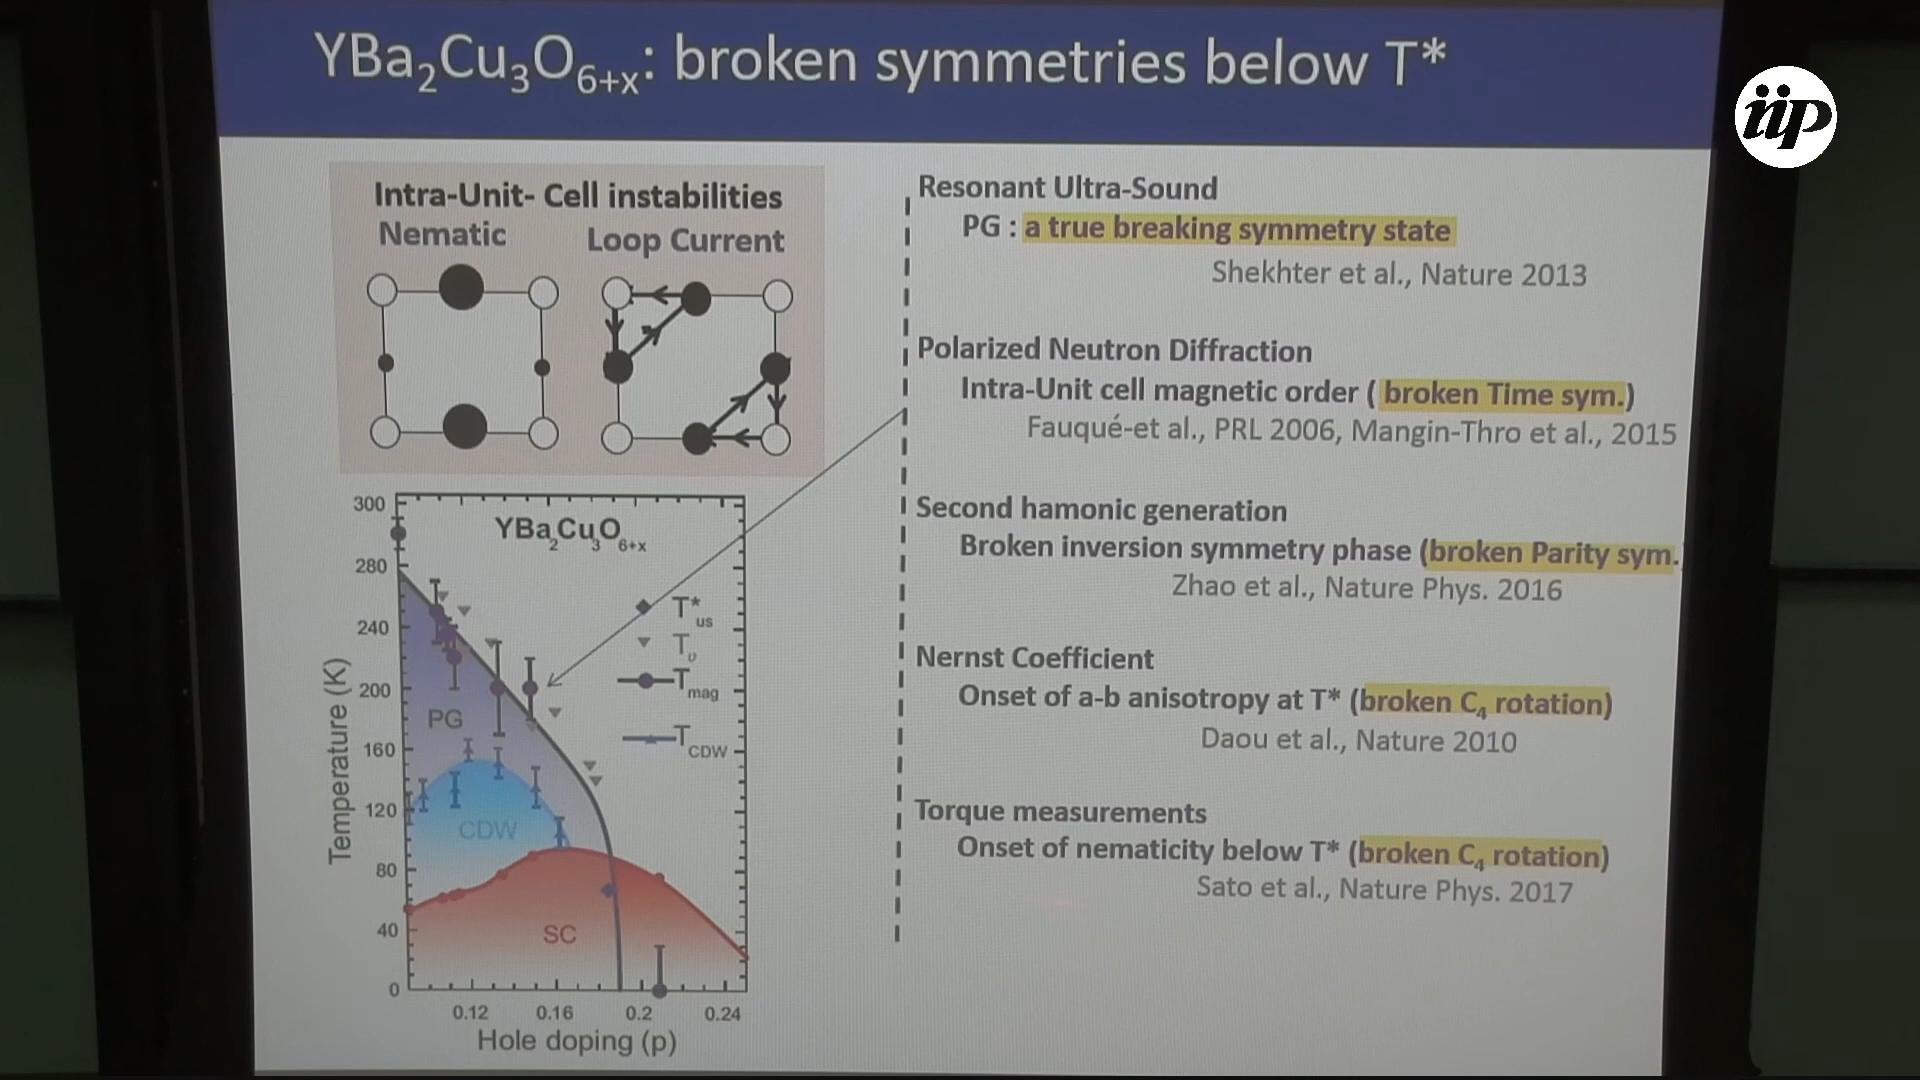 YBa2Cu3O6+x: broken symmetries below T*
iip
Intra-Unit- Cell instabilities
Nematic Loop Current
Resonant Ultra-Sound
PG : a true breaking symmetry state
Shekhter et al., Nature 2013
Polarized Neutron Diffraction
Intra-Unit cell magnetic order ( broken Time sym.)
Fauqué-et al., PRL 2006, Mangin-Thro et al., 2015
Second hamonic generation
Broken inversion symmetry phase (broken Parity sym.
Zhao et al., Nature Phys. 2016
Nernst Coefficient
Onset of a-b anisotropy at T* (broken C4 rotation)
Daou et al., Nature 2010
Torque measurements
Onset of nematicity below T* (broken C4 rotation)
Sato et al., Nature Phys. 2017
YBa2Cu3O6+x
T*us
Tυ
Tmag
TCDW
PG
CDW
SC
Temperature (K)
300
280
240
200
160
120
80
40
0
0.12 0.16 0.2 0.24
Hole doping (p)